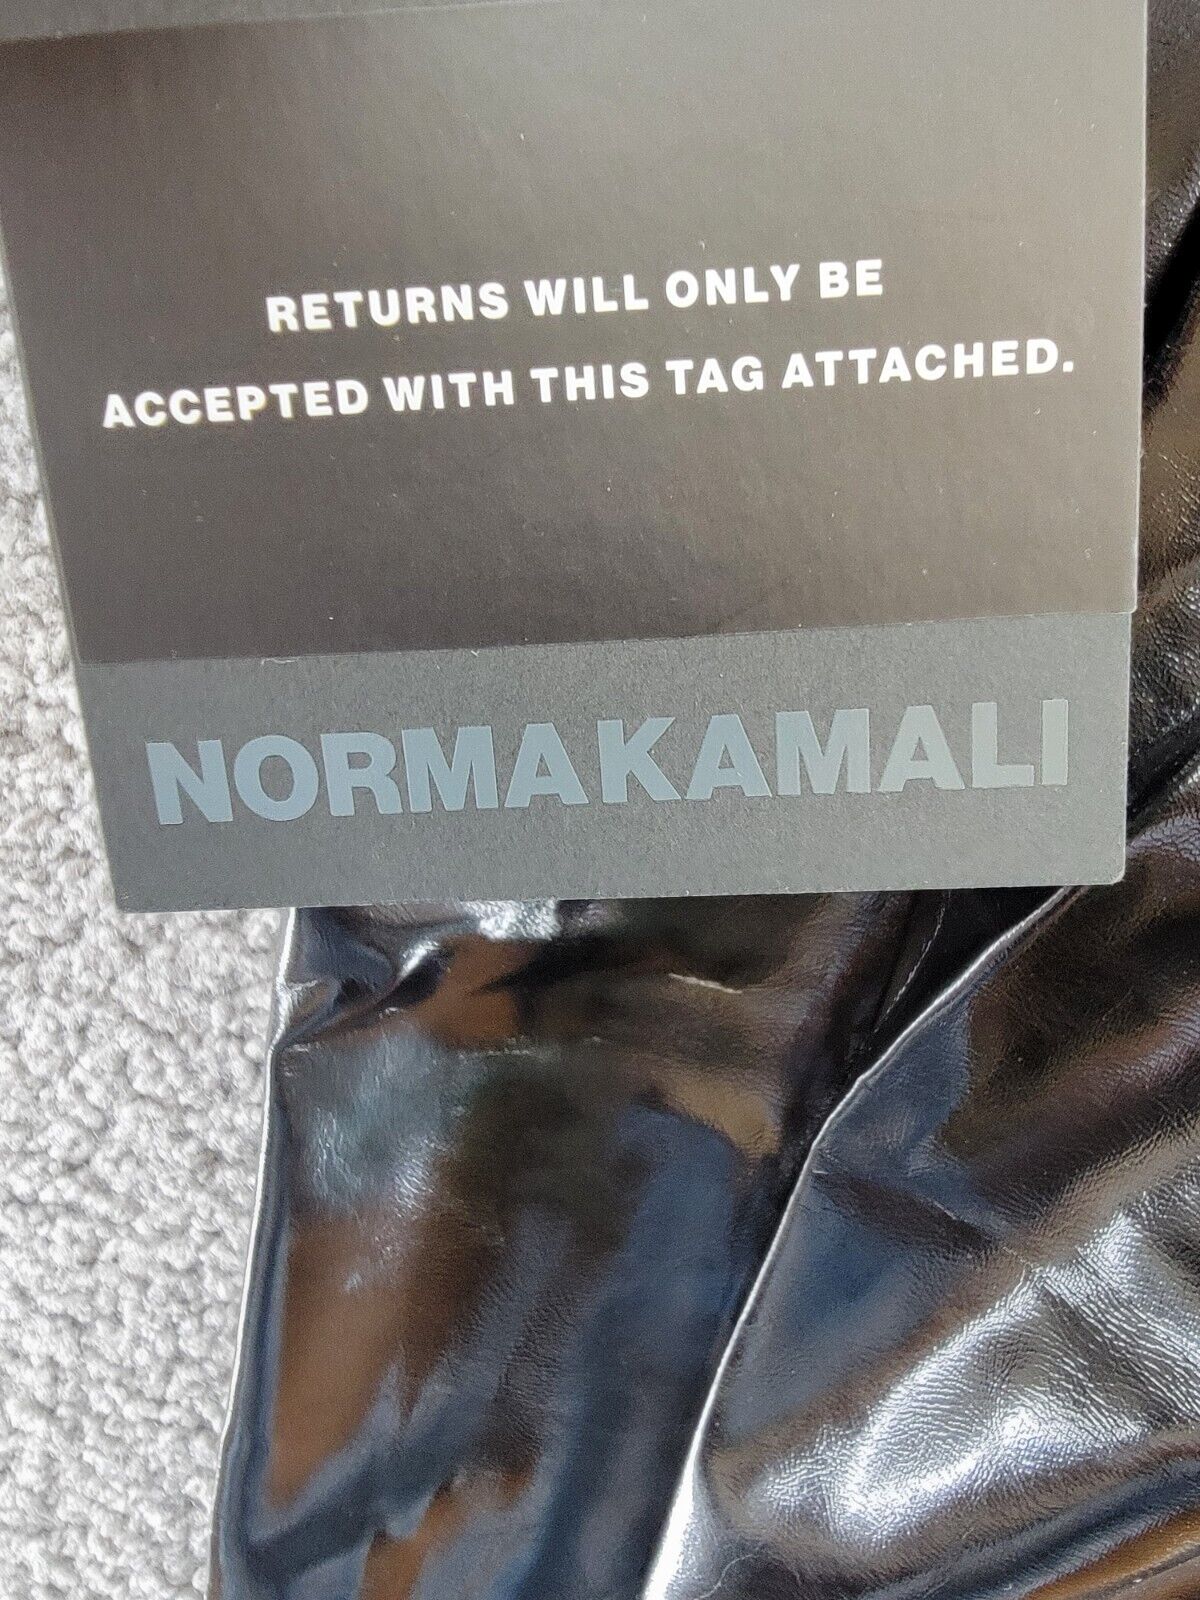 RETURNS WILL ONLY BE
ACCEPTED WITH THIS TAG ATTACHED.
NORMAKAMALI